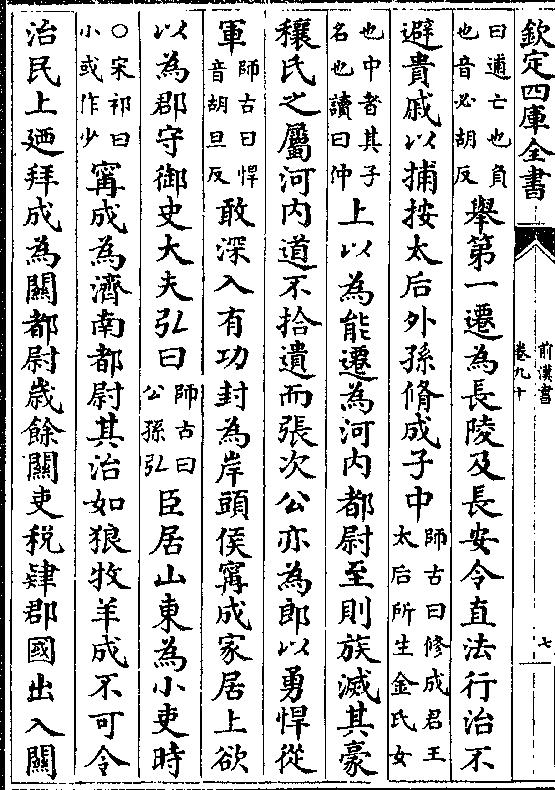 欽定四庫全書
前漢書
卷九十
七
曰逋亡也負
也音必胡反
舉第一遷為長陵及長安令直法行治不
避貴戚以捕按太后外孫脩成子中
師古曰修成君王
太后所生金氏女
也中者其子
名也讀曰仲
上以為能遷為河内都尉至則族滅其豪
穰氏之屬河内道不拾遺而張次公亦為郎以勇悍從
軍
師古曰悍
音胡旦反
敢深入有功封為岸頭侯寗成家居上欲
以為郡守御史大夫弘曰
師古曰
公孫弘
臣居山東為小吏時
○宋祁曰
小或作少
寗成為濟南都尉其治如狼牧羊成不可令
治民上廼拜成為關都尉歲餘關吏税肄郡國出入關